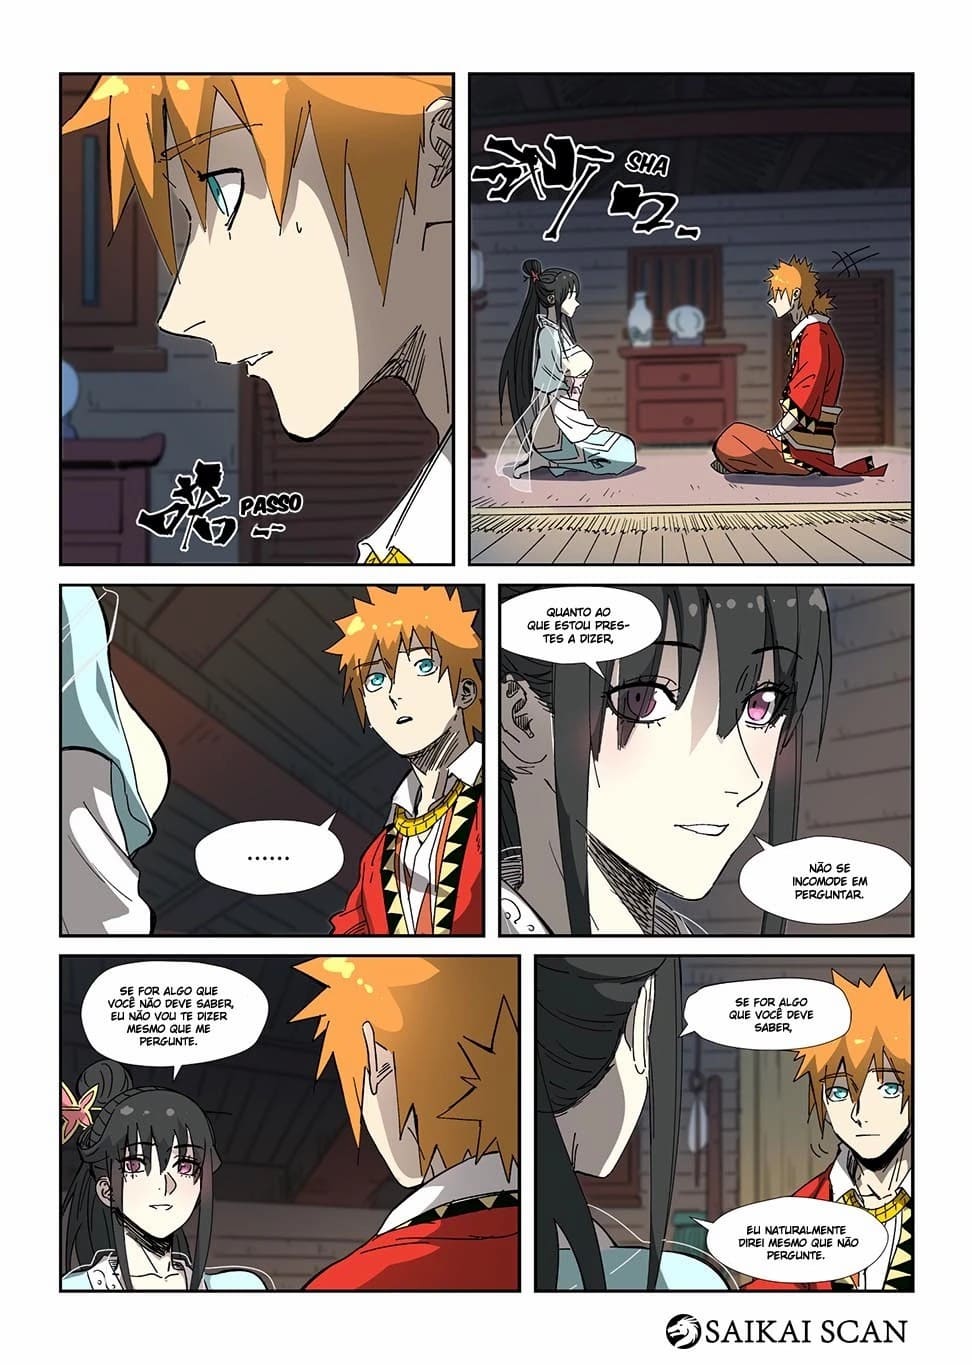 PASSO
SHA
......
QUANTO AO
QUE ESTOU PRES-
TES A DIZER,
NÃO SE
INCOMODE EM
PERGUNTAR.
SE FOR ALGO QUE
VOCÊ NÃO DEVE SABER,
EU NÃO VOU TE DIZER
MESMO QUE ME
PERGUNTE.
SE FOR ALGO
QUE VOCÊ DEVE
SABER,
EU NATURALMENTE
DIREI MESMO QUE NÃO
PERGUNTE.
SAIKAI SCAN